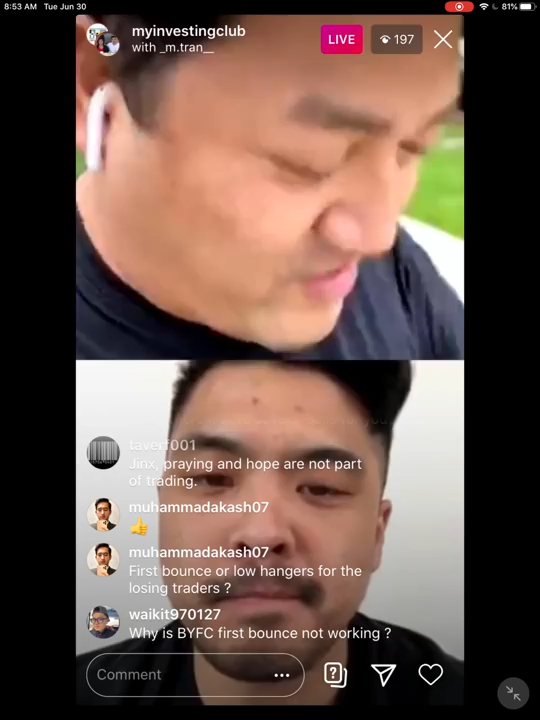 8:53 AM Tue Jun 30
81%
myinvestingclub
with _m.tran__
LIVE
197
taverf001
Jinx, praying and hope are not part
of trading.
muhammadakash07
👍
muhammadakash07
First bounce or low hangers for the
losing traders ?
waikit970127
Why is BYFC first bounce not working ?
Comment